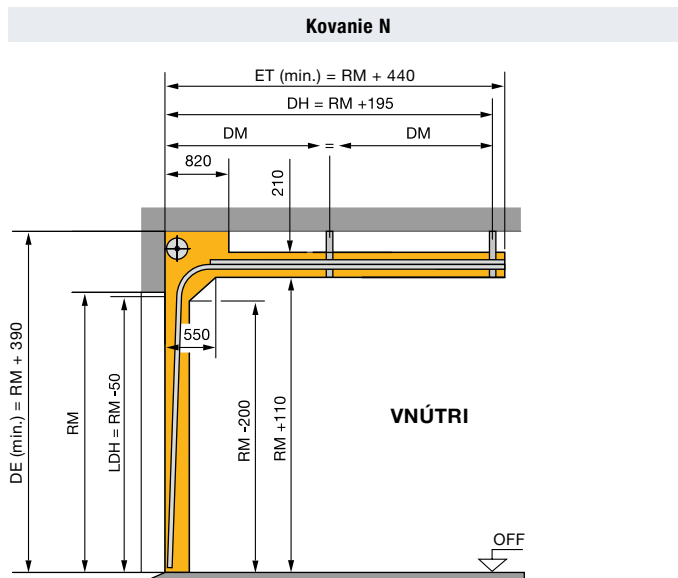 Kovanie N
ET (min.) = RM + 440
DH = RM +195
DM = DM
820
210
550
DE (min.) = RM + 390
RM
LDH = RM -50
RM -200
RM +110
VNÚTRI
OFF